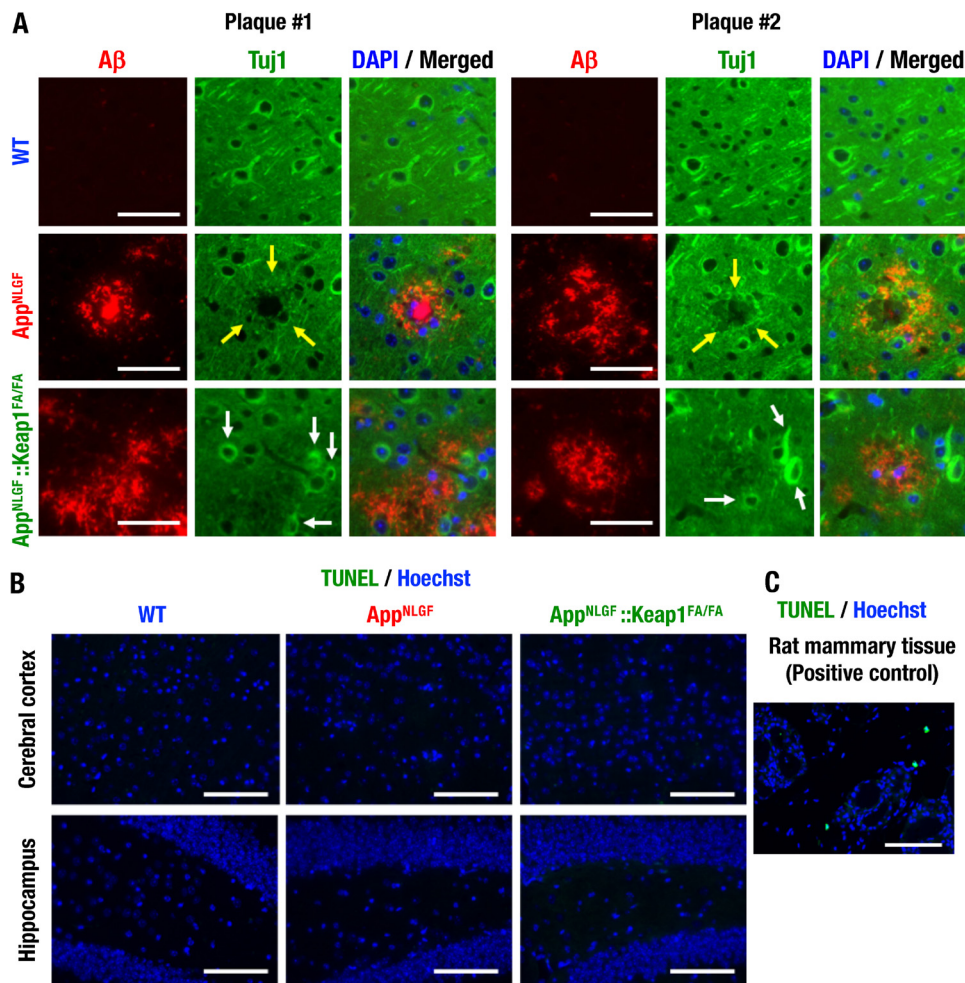 A
Plaque #1
Plaque #2
Aβ
Tuj1
DAPI / Merged
Aβ
Tuj1
DAPI / Merged
WT
App^NLGF
App^NLGF::Keap1^FA/FA
B
TUNEL / Hoechst
WT
App^NLGF
App^NLGF::Keap1^FA/FA
Cerebral cortex
Hippocampus
C
TUNEL / Hoechst
Rat mammary tissue
(Positive control)